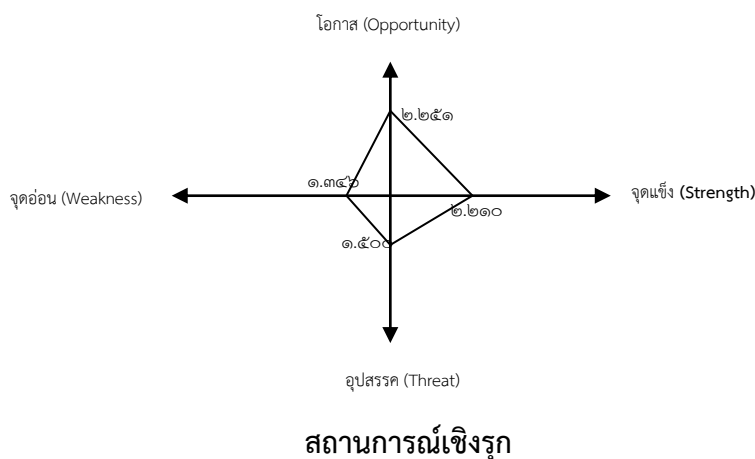 โอกาส (Opportunity)
๒.๒๕๑
๑.๓๔๖
จุดอ่อน (Weakness)
จุดแข็ง (Strength)
๒.๒๑๐
๑.๕๐๐
อุปสรรค (Threat)
สถานการณ์เชิงรุก